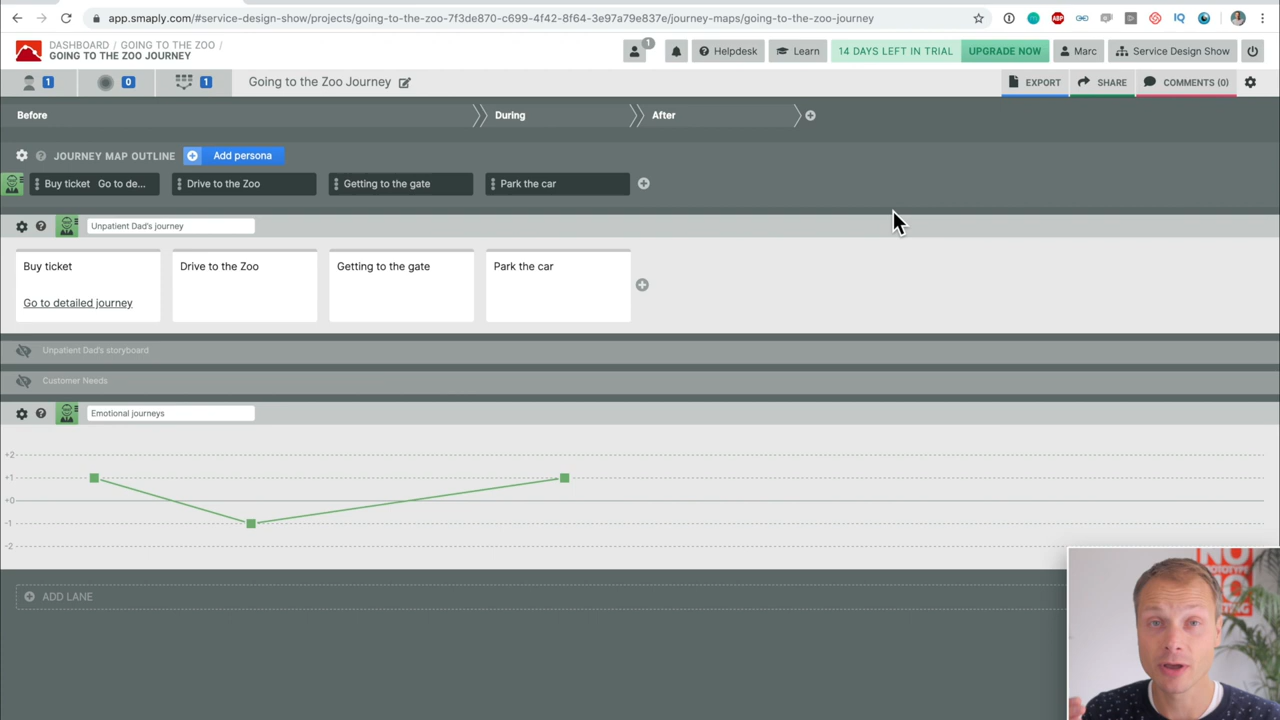 app.smaply.com/#service-design-show/projects/going-to-the-zoo-7f3de870-c699-4f42-8f64-3e97a79e837e/journey-maps/going-to-the-zoo-journey
ABP
IQ
DASHBOARD / GOING TO THE ZOO /
GOING TO THE ZOO JOURNEY
1
Helpdesk
Learn
14 DAYS LEFT IN TRIAL
UPGRADE NOW
Marc
Service Design Show
1
0
1
Going to the Zoo Journey
EXPORT
SHARE
COMMENTS (0)
Before
During
After
JOURNEY MAP OUTLINE
Add persona
Buy ticket Go to de...
Drive to the Zoo
Getting to the gate
Park the car
Unpatient Dad's journey
Buy ticket
Drive to the Zoo
Getting to the gate
Park the car
Go to detailed journey
Unpatient Dad's storyboard
Customer Needs
Emotional journeys
+2
+1
+0
-1
-2
ADD LANE
NO
NO